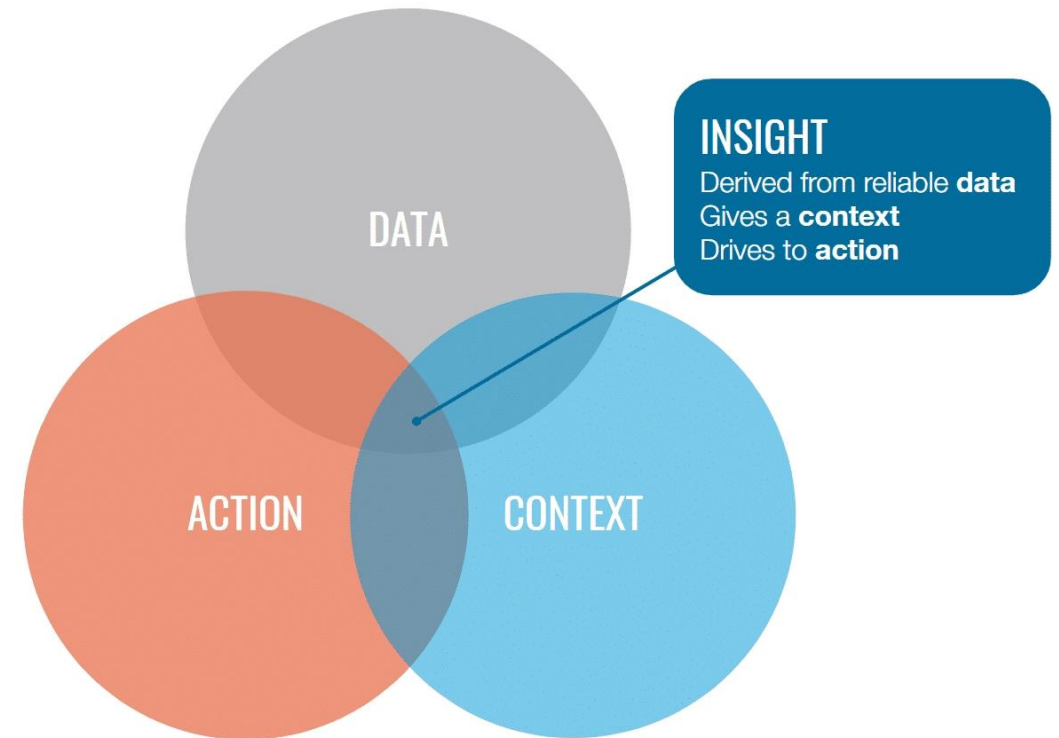 DATA
INSIGHT
Derived from reliable data
Gives a context
Drives to action
ACTION
CONTEXT